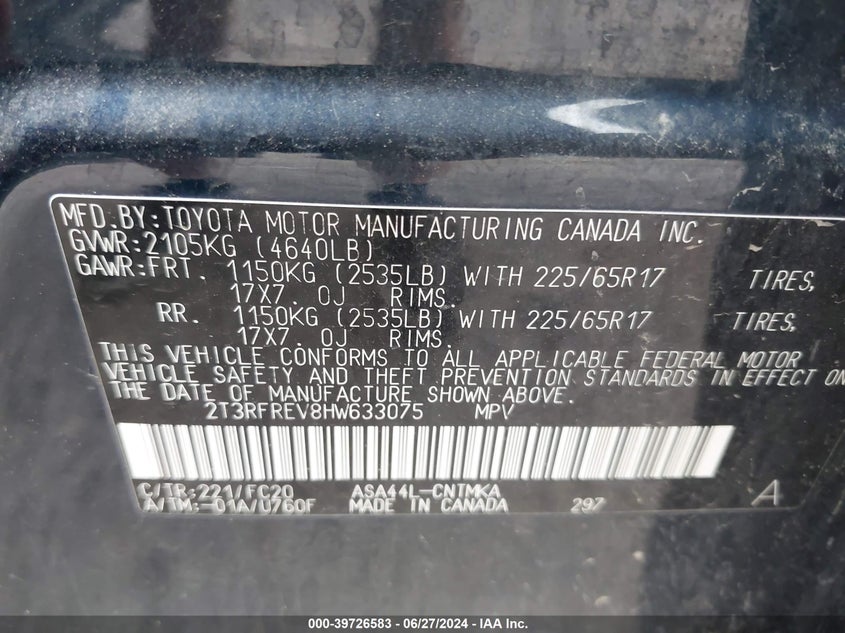 MFD.BY:TOYOTA MOTOR MANUFACTURING CANADA INC.
GVWR:2105KG (4640LB)
GAWR:FRT. 1150KG (2535LB) WITH 225/65R17 TIRES,
17X7.0J RIMS.
RR. 1150KG (2535LB) WITH 225/65R17 TIRES,
17X7.0J RIMS.
THIS VEHICLE CONFORMS TO ALL APPLICABLE FEDERAL MOTOR
VEHICLE SAFETY AND THEFT PREVENTION STANDARDS IN EFFECT ON
THE DATE OF MANUFACTURE SHOWN ABOVE.
2T3RFREV8HW633075 MPV
C/TR:221/FC20 ASA44L-CNTMKA
A/TM:-01A/U760F MADE IN CANADA 297 A
000-39726583 - 06/27/2024 - IAA Inc.